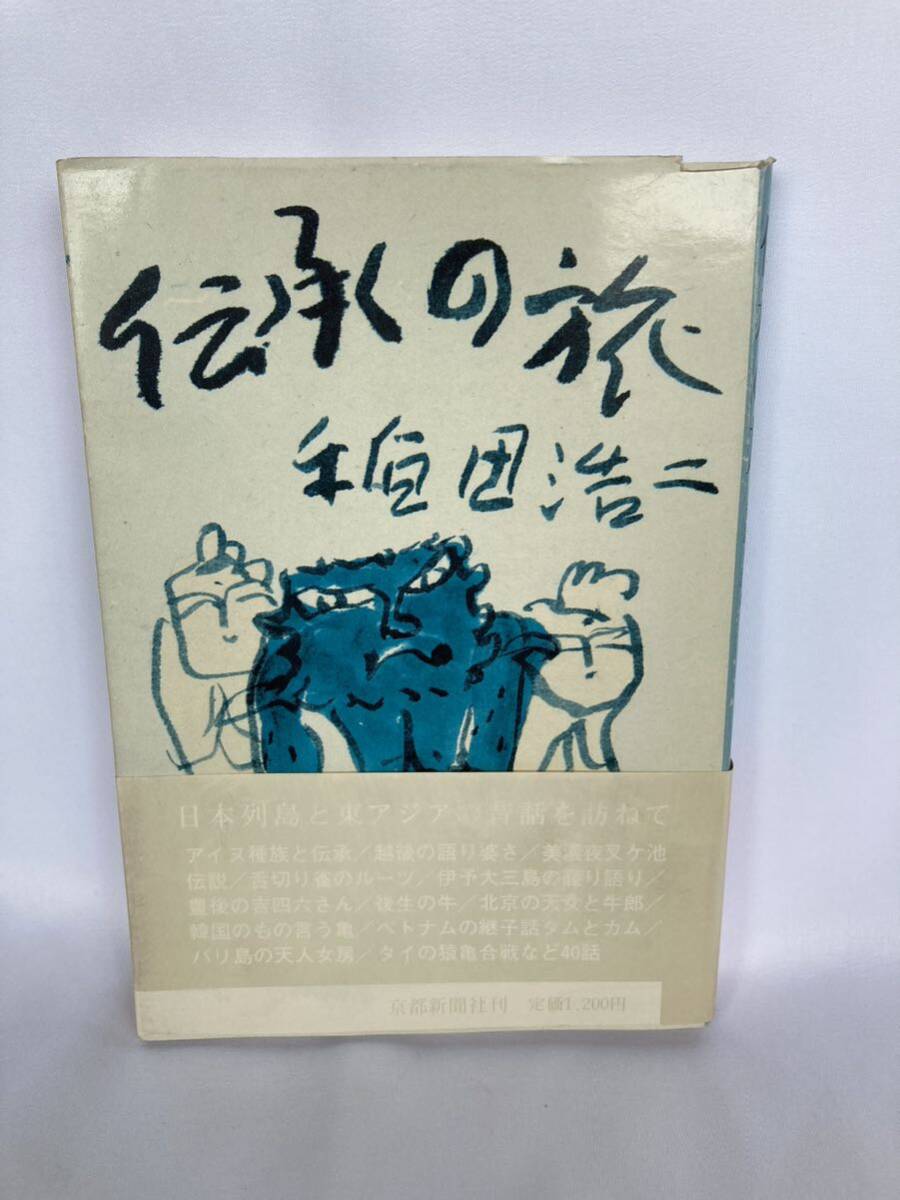 伝承の旅
稲田浩二
日本列島と東アジアの昔話を訪ねて
アイヌ種族と伝承/越後の語り婆さ/美濃夜叉ケ池
伝説/舌切り雀のルーツ/伊予大三島の語り語り/
豊後の吉四六さん/後生の牛/北京の天女と牛郎/
韓国のもの言う亀/ベトナムの継子話タムとカム/
バリ島の天人女房/タイの猿亀合戦など40話
京都新聞社刊 定価1,200円